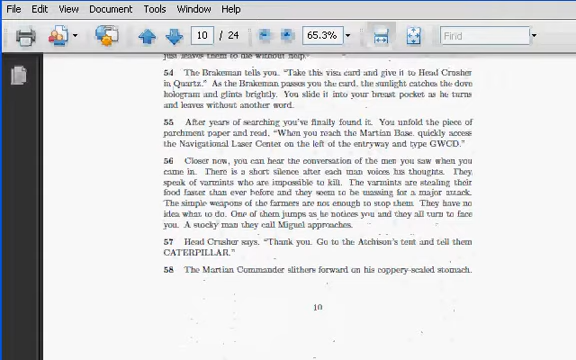 File Edit View Document Tools Window Help
10 / 24 65.3% Find
just leaves them to die without help."
54 The Brakeman tells you, "Take this visa card and give it to Head Crusher
in Quartz." As the Brakeman passes you the card, the sunlight catches the dove
hologram and glints brightly. You slide it into your breast pocket as he turns
and leaves without another word.
55 After years of searching you've finally found it. You unfold the piece of
parchment paper and read, "When you reach the Martian Base, quickly access
the Navigational Laser Center on the left of the entryway and type GWCD."
56 Closer now, you can hear the conversation of the men you saw when you
came in. There is a short silence after each man voices his thoughts. They
speak of varmints who are impossible to kill. The varmints are stealing their
food faster than ever before and they seem to be massing for a major attack.
The simple weapons of the farmers are not enough to stop them. They have no
idea what to do. One of them jumps as he notices you and they all turn to face
you. A stocky man they call Miguel approaches.
57 Head Crusher says, "Thank you. Go to the Atchison's tent and tell them
CATERPILLAR."
58 The Martian Commander slithers forward on his coppery-scaled stomach.
10